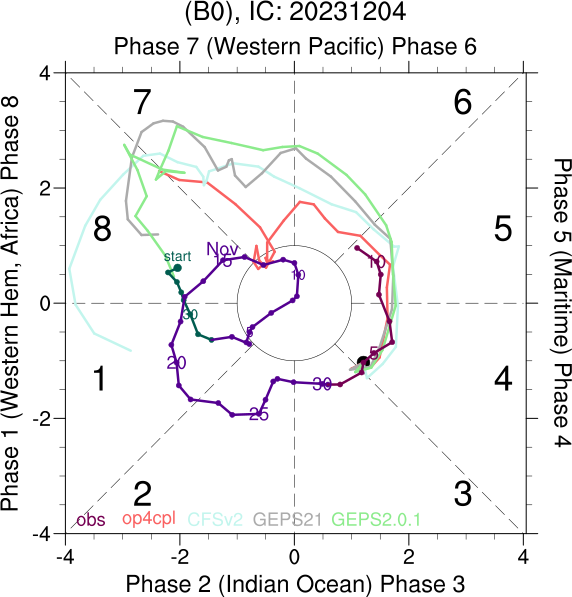 (B0), IC: 20231204
Phase 7 (Western Pacific) Phase 6
4
7
6
Phase 1 (Western Hem, Africa) Phase 8
Phase 5 (Maritime) Phase 4
2
8
5
start
Nov
15
10
10
0
30
5
5
20
1
4
30
25
-2
2
3
obs op4cpl CFSv2 GEPS21 GEPS2.0.1
-4
-4 -2 0 2 4
Phase 2 (Indian Ocean) Phase 3